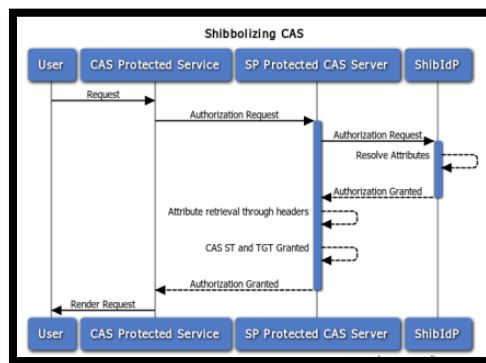 Shibbolizing CAS
User CAS Protected Service SP Protected CAS Server ShibIdP
Request
Authorization Request
Authorization Request
Resolve Attributes
Authorization Granted
Attribute retrieval through headers
CAS ST and TGT Granted
Authorization Granted
Render Request
User CAS Protected Service SP Protected CAS Server ShibIdP